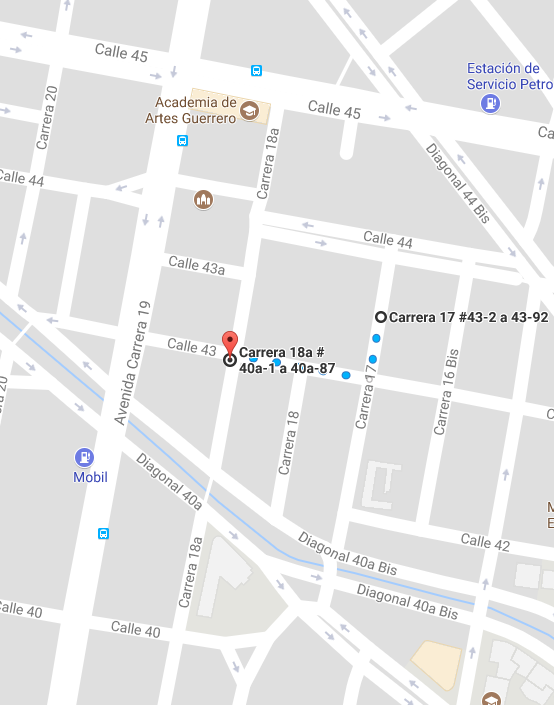 Calle 45
Estación de
Servicio Petro
Academia de
Artes Guerrero
Calle 45
Ca
Carrera 20
Carrera 18a
Diagonal 44 Bis
Calle 44
Calle 44
Calle 43a
Carrera 17 #43-2 a 43-92
Avenida Carrera 19
Calle 43
Carrera 18a #
40a-1 a 40a-87
Carrera 17
Carrera 16 Bis
20
Ca
Carrera 18
Mobil
Diagonal 40a
M
E
Calle 42
Diagonal 40a Bis
Carrera 18a
Diagonal 40a Bis
alle 40
Calle 40